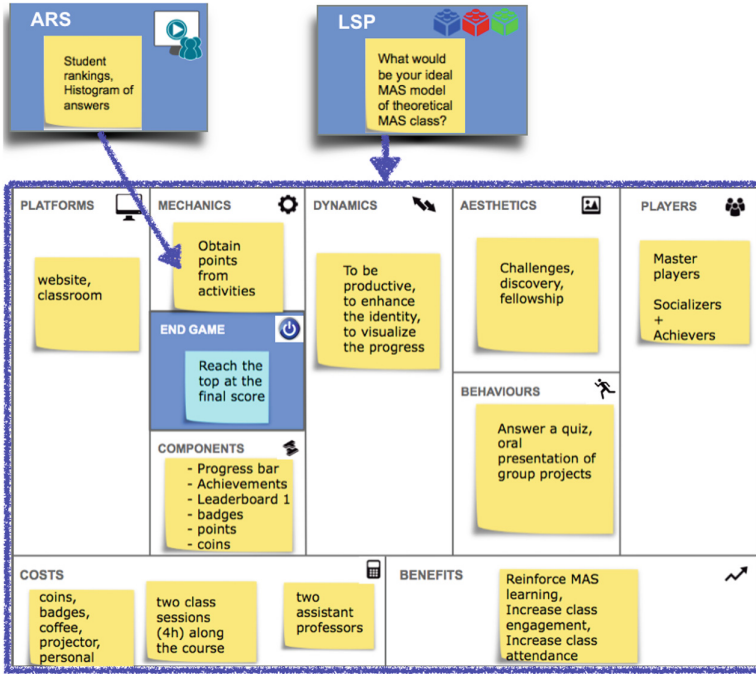 ARS
Student
rankings,
Histogram of
answers
LSP
What would
be your ideal
MAS model
of theoretical
MAS class?
PLATFORMS
website,
classroom
MECHANICS
Obtain
points
from
activities
END GAME
Reach the
top at the
final score
COMPONENTS
- Progress bar
- Achievements
- Leaderboard 1
- badges
- points
- coins
DYNAMICS
To be
productive,
to enhance
the identity,
to visualize
the progress
AESTHETICS
Challenges,
discovery,
fellowship
BEHAVIOURS
Answer a quiz,
oral
presentation of
group projects
PLAYERS
Master
players
Socializers
+
Achievers
COSTS
coins,
badges,
coffee,
projector,
personal
two class
sessions
(4h) along
the course
two
assistant
professors
BENEFITS
Reinforce MAS
learning,
Increase class
engagement,
Increase class
attendance